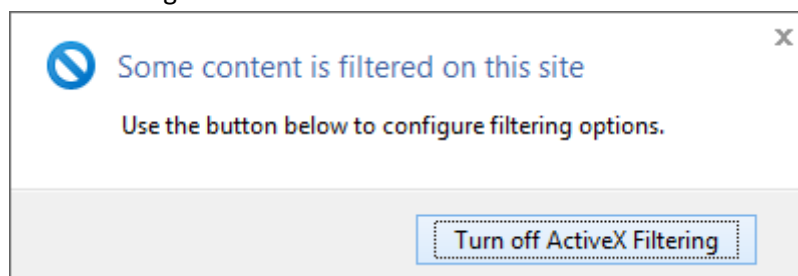 Some content is filtered on this site
x
Use the button below to configure filtering options.
Turn off ActiveX Filtering